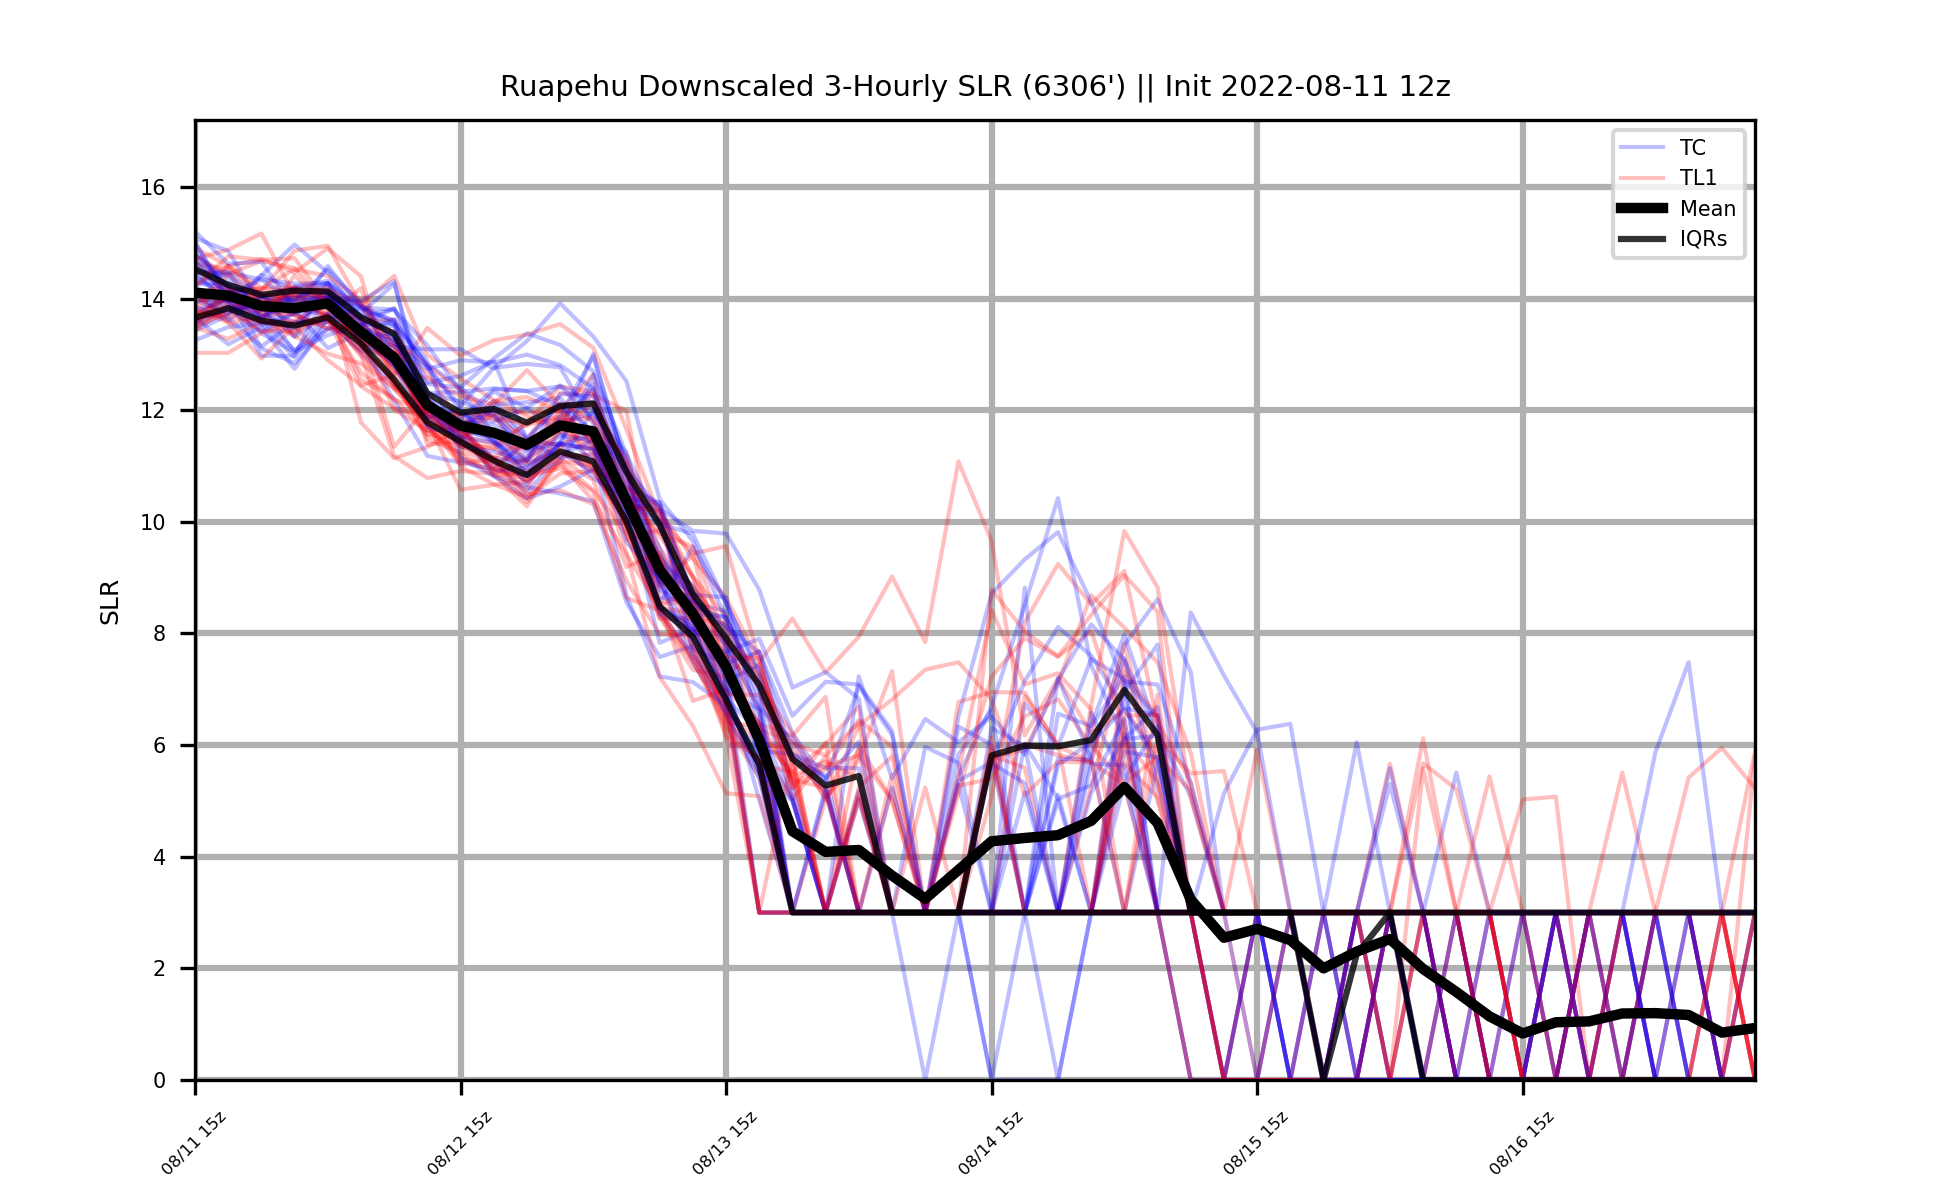 Ruapehu Downscaled 3-Hourly SLR (6306') || Init 2022-08-11 12z
TC
TL1
Mean
IQRs
SLR
16
14
12
10
8
6
4
2
0
08/11 15z
08/12 15z
08/13 15z
08/14 15z
08/15 15z
08/16 15z